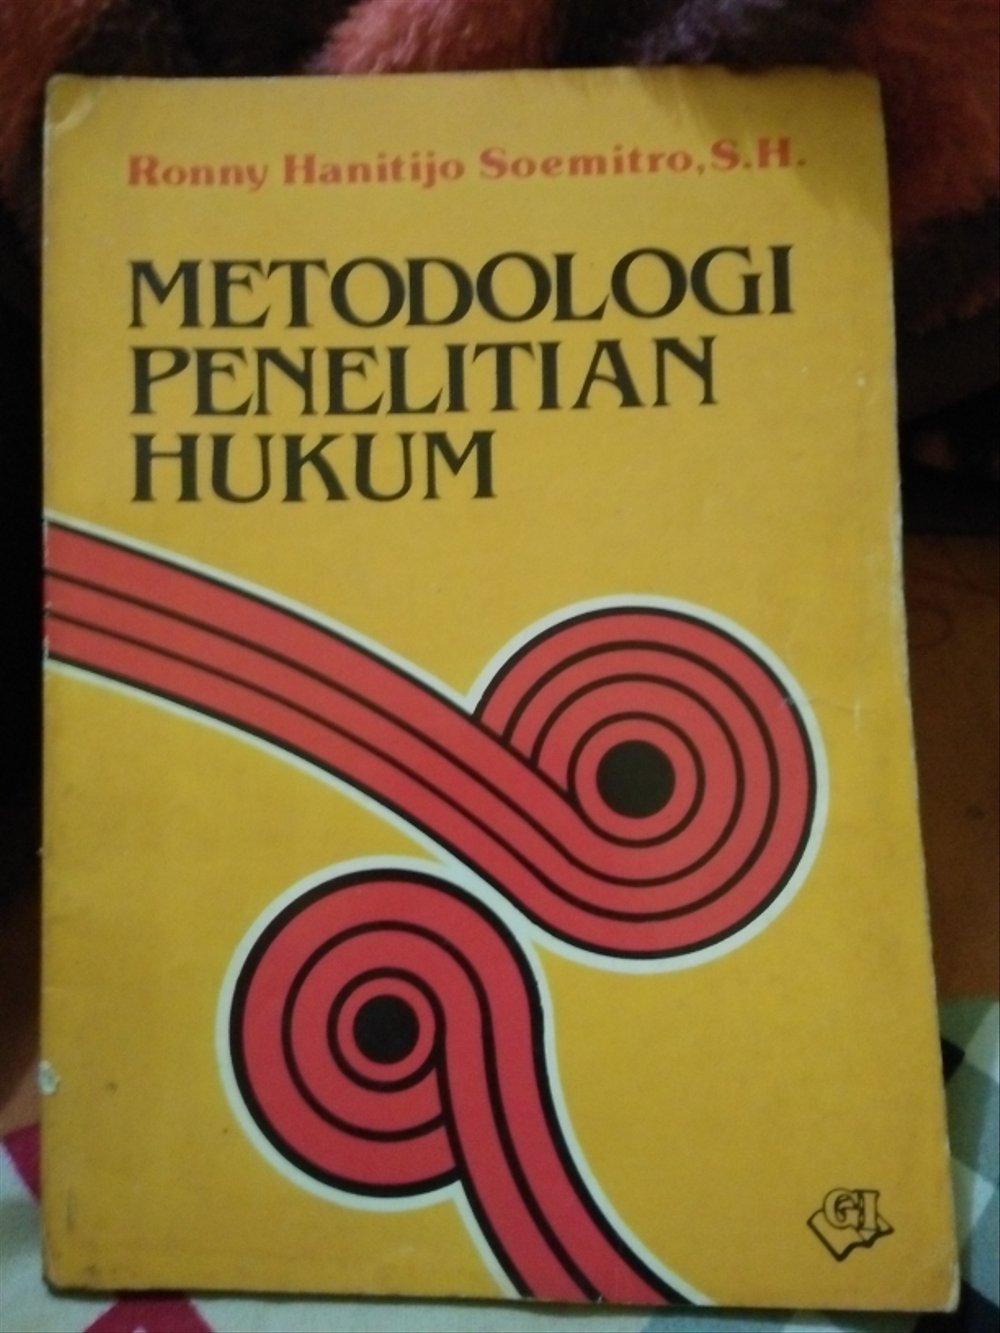 Ronny Hanitijo Soemitro, S.H.
METODOLOGI
PENELITIAN
HUKUM
GI